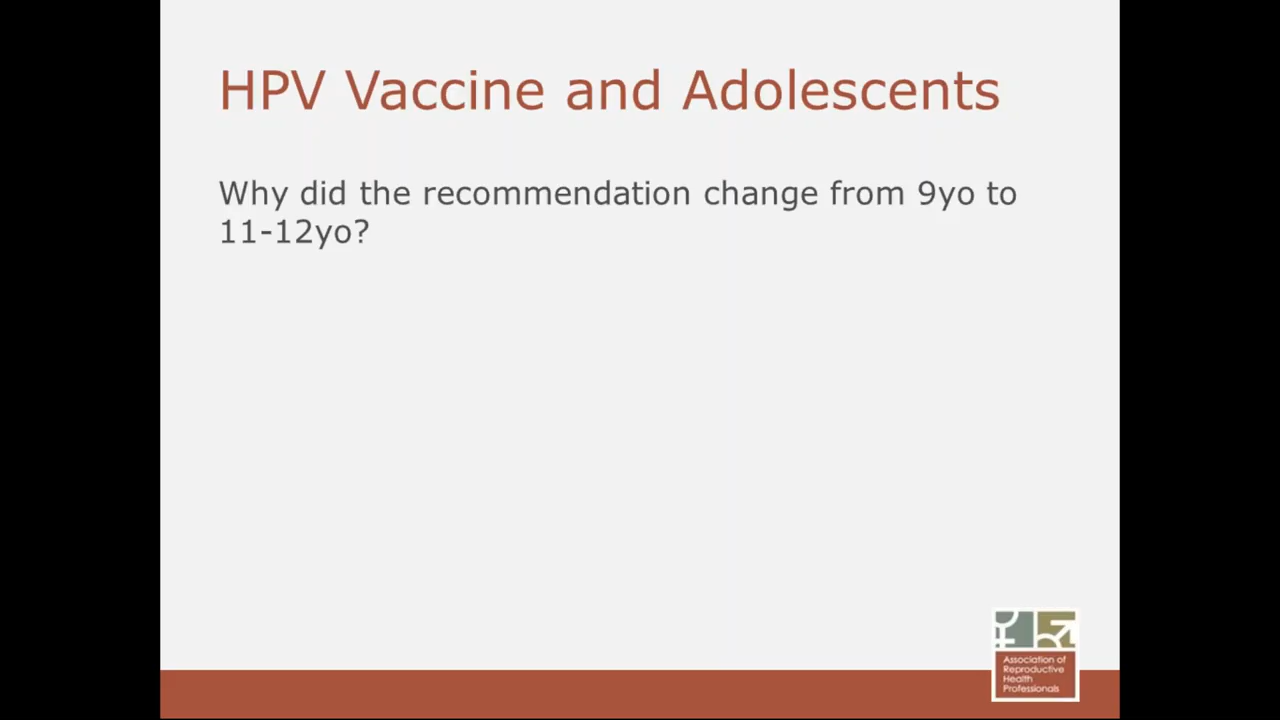 HPV Vaccine and Adolescents
Why did the recommendation change from 9yo to
11-12yo?
Association of
Reproductive
Health
Professionals